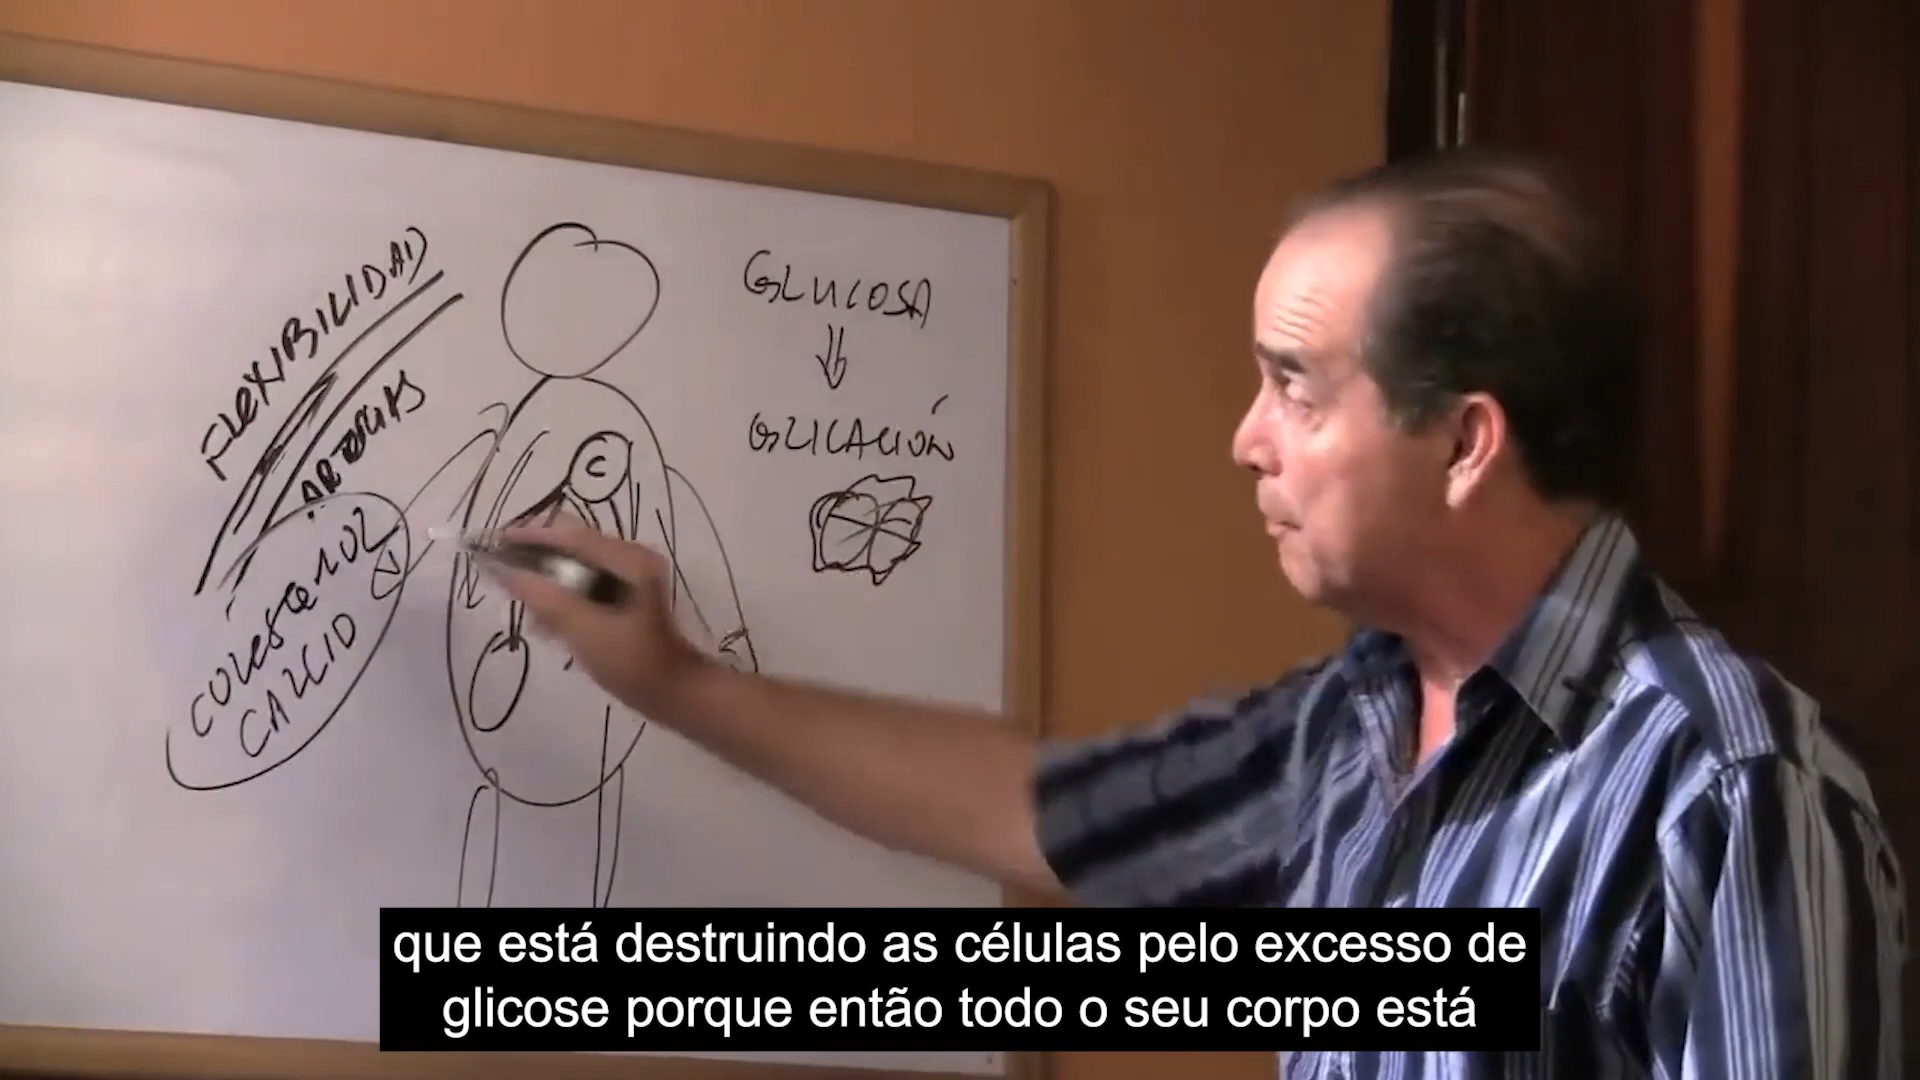 FLEXIBILIDAD
ARTERIAS
COLESTEROL
CALCIO
C
GLUCOSA
GLICACIÓN
que está destruindo as células pelo excesso de
glicose porque então todo o seu corpo está